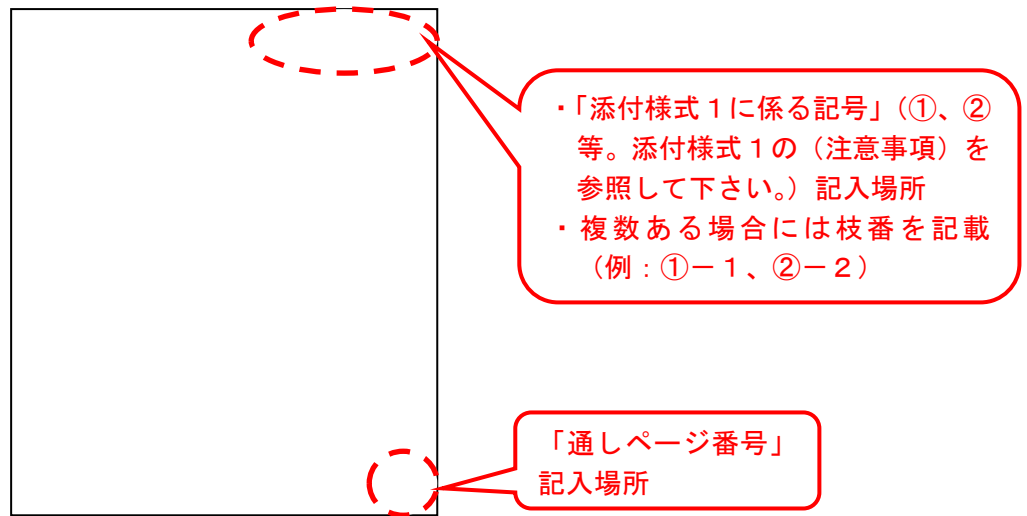 ・「添付様式１に係る記号」（①、②
等。添付様式１の（注意事項）を
参照して下さい。）記入場所
・複数ある場合には枝番を記載
（例：①－１、②－２）
「通しページ番号」
記入場所